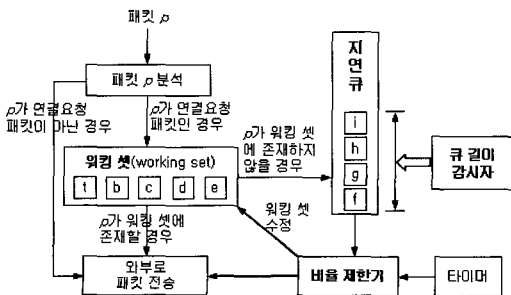 패킷 p
패킷 p 분석
p가 연결요청
패킷이 아닌 경우
p가 연결요청
패킷인 경우
워킹 셋(working set)
t b c d e
p가 워킹 셋
에 존재하지
않을 경우
지
연
큐
i
h
g
f
큐 길이
감시자
워킹 셋
수정
p가 워킹 셋에
존재할 경우
외부로
패킷 전송
비율 제한기
타이머